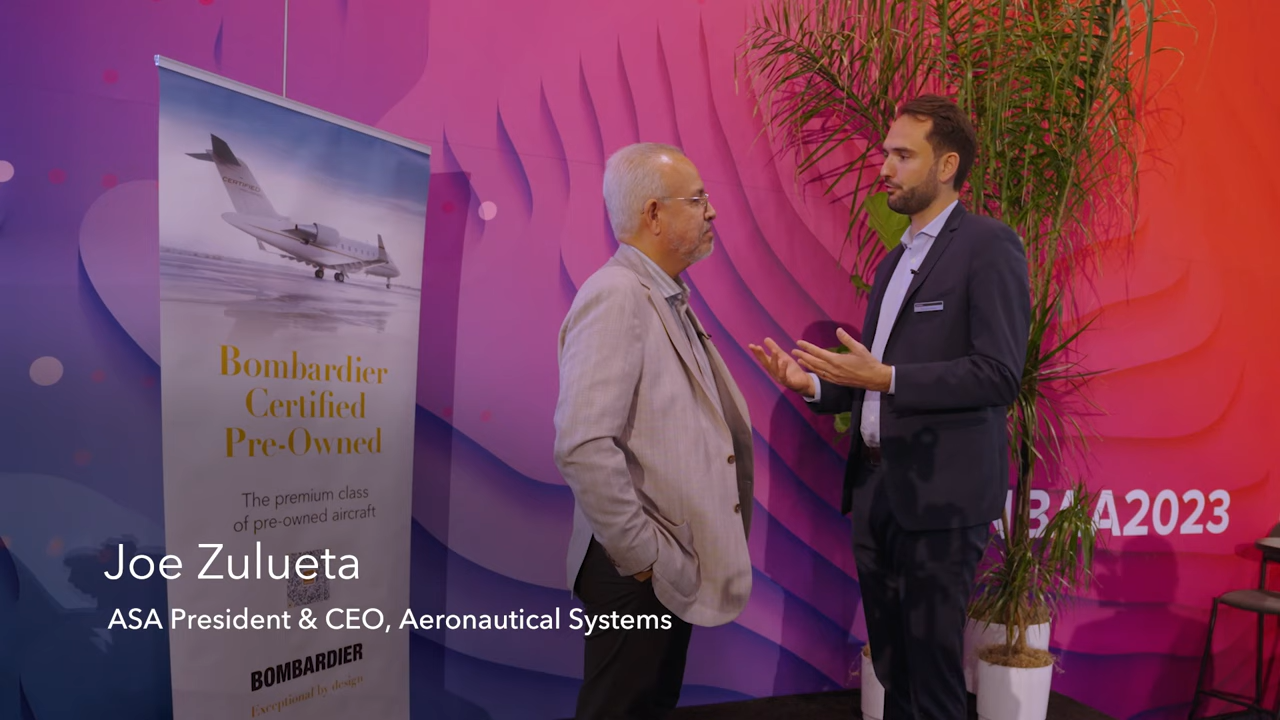 CERTIFIED
Bombardier
Certified
Pre-Owned
The premium class
of pre-owned aircraft
Joe Zulueta
ASA President & CEO, Aeronautical Systems
BOMBARDIER
Exceptional by design
BAA2023